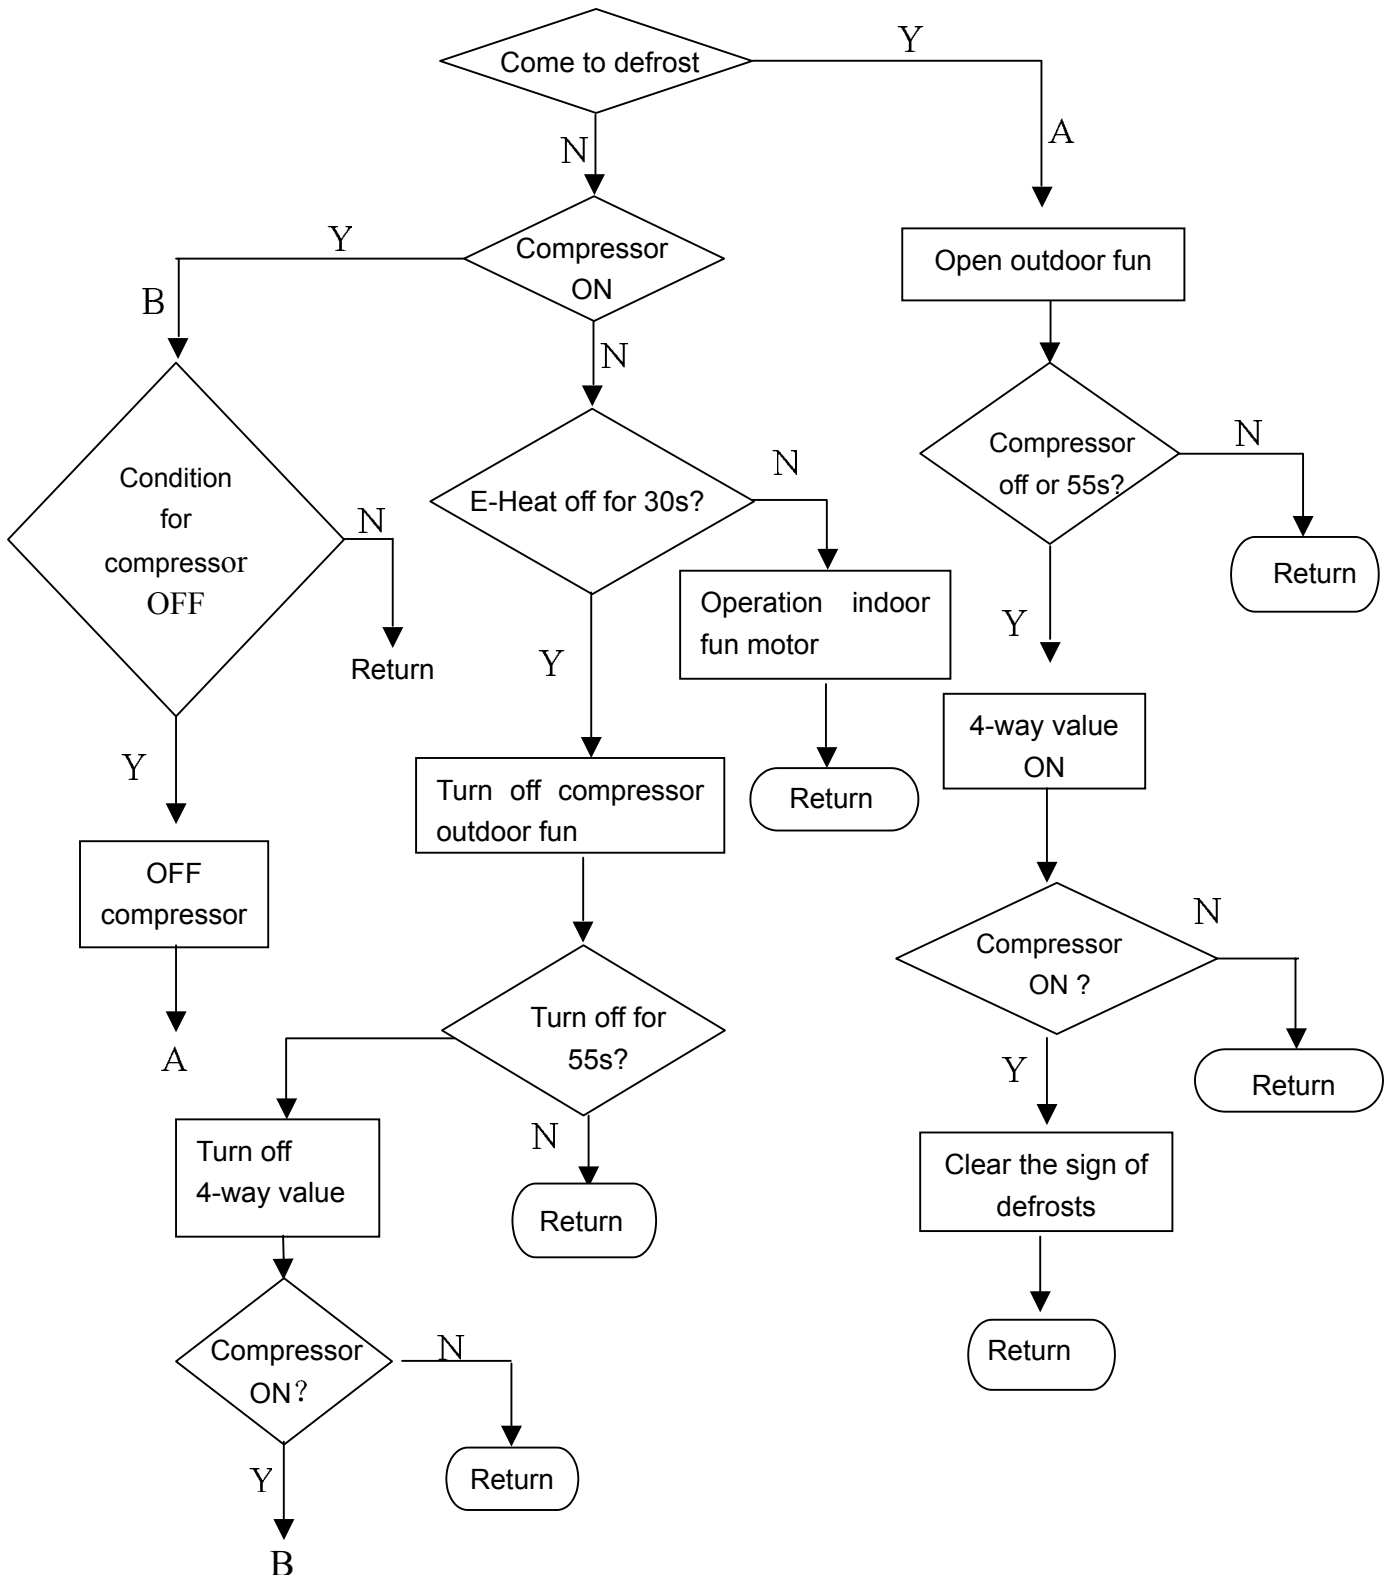 Come to defrost
Y
A
N
Y
Compressor
ON
B
Open outdoor fun
N
Condition
for
compressor
OFF
N
Return
E-Heat off for 30s?
N
Compressor
off or 55s?
N
Return
Operation indoor
fun motor
Return
Y
Y
Y
Turn off compressor
outdoor fun
4-way value
ON
OFF
compressor
A
Turn off for
55s?
Compressor
ON ?
N
Return
Y
Turn off
4-way value
N
Return
Clear the sign of
defrosts
Return
Compressor
ON?
N
Return
Y
B